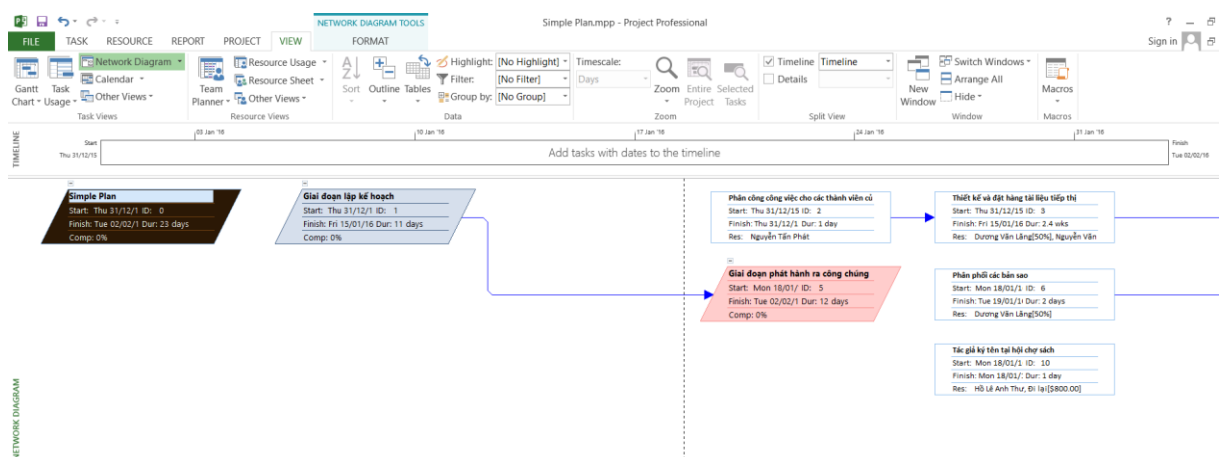 NETWORK DIAGRAM TOOLS
Simple Plan.mpp - Project Professional
FILE TASK RESOURCE REPORT PROJECT VIEW FORMAT
Sign in
Gantt Chart
Task Usage
Network Diagram
Calendar
Other Views
Task Views
Team Planner
Resource Usage
Resource Sheet
Other Views
Resource Views
Sort
Outline
Tables
Highlight: [No Highlight]
Filter: [No Filter]
Group by: [No Group]
Data
Timescale:
Days
Zoom
Entire Project
Selected Tasks
Zoom
Timeline Timeline
Details
Split View
New Window
Switch Windows
Arrange All
Hide
Window
Macros
Macros
TIMELINE
Start
Thu 31/12/15
03 Jan '16
10 Jan '16
17 Jan '16
24 Jan '16
31 Jan '16
Add tasks with dates to the timeline
Finish
Tue 02/02/16
NETWORK DIAGRAM
Simple Plan
Start: Thu 31/12/1 ID: 0
Finish: Tue 02/02/1 Dur: 23 days
Comp: 0%
Giai đoạn lập kế hoạch
Start: Thu 31/12/1 ID: 1
Finish: Fri 15/01/16 Dur: 11 days
Comp: 0%
Phân công công việc cho các thành viên củ
Start: Thu 31/12/15 ID: 2
Finish: Thu 31/12/1 Dur: 1 day
Res: Nguyễn Tấn Phát
Thiết kế và đặt hàng tài liệu tiếp thị
Start: Thu 31/12/15 ID: 3
Finish: Fri 15/01/16 Dur: 2.4 wks
Res: Dương Văn Lãng[50%], Nguyễn Văn
Giai đoạn phát hành ra công chúng
Start: Mon 18/01/ ID: 5
Finish: Tue 02/02/1 Dur: 12 days
Comp: 0%
Phân phối các bản sao
Start: Mon 18/01/1 ID: 6
Finish: Tue 19/01/1 Dur: 2 days
Res: Dương Văn Lãng[50%]
Tác giả ký tên tại hội chợ sách
Start: Mon 18/01/1 ID: 10
Finish: Mon 18/01/ Dur: 1 day
Res: Hồ Lê Anh Thư, Đi lại[$800.00]